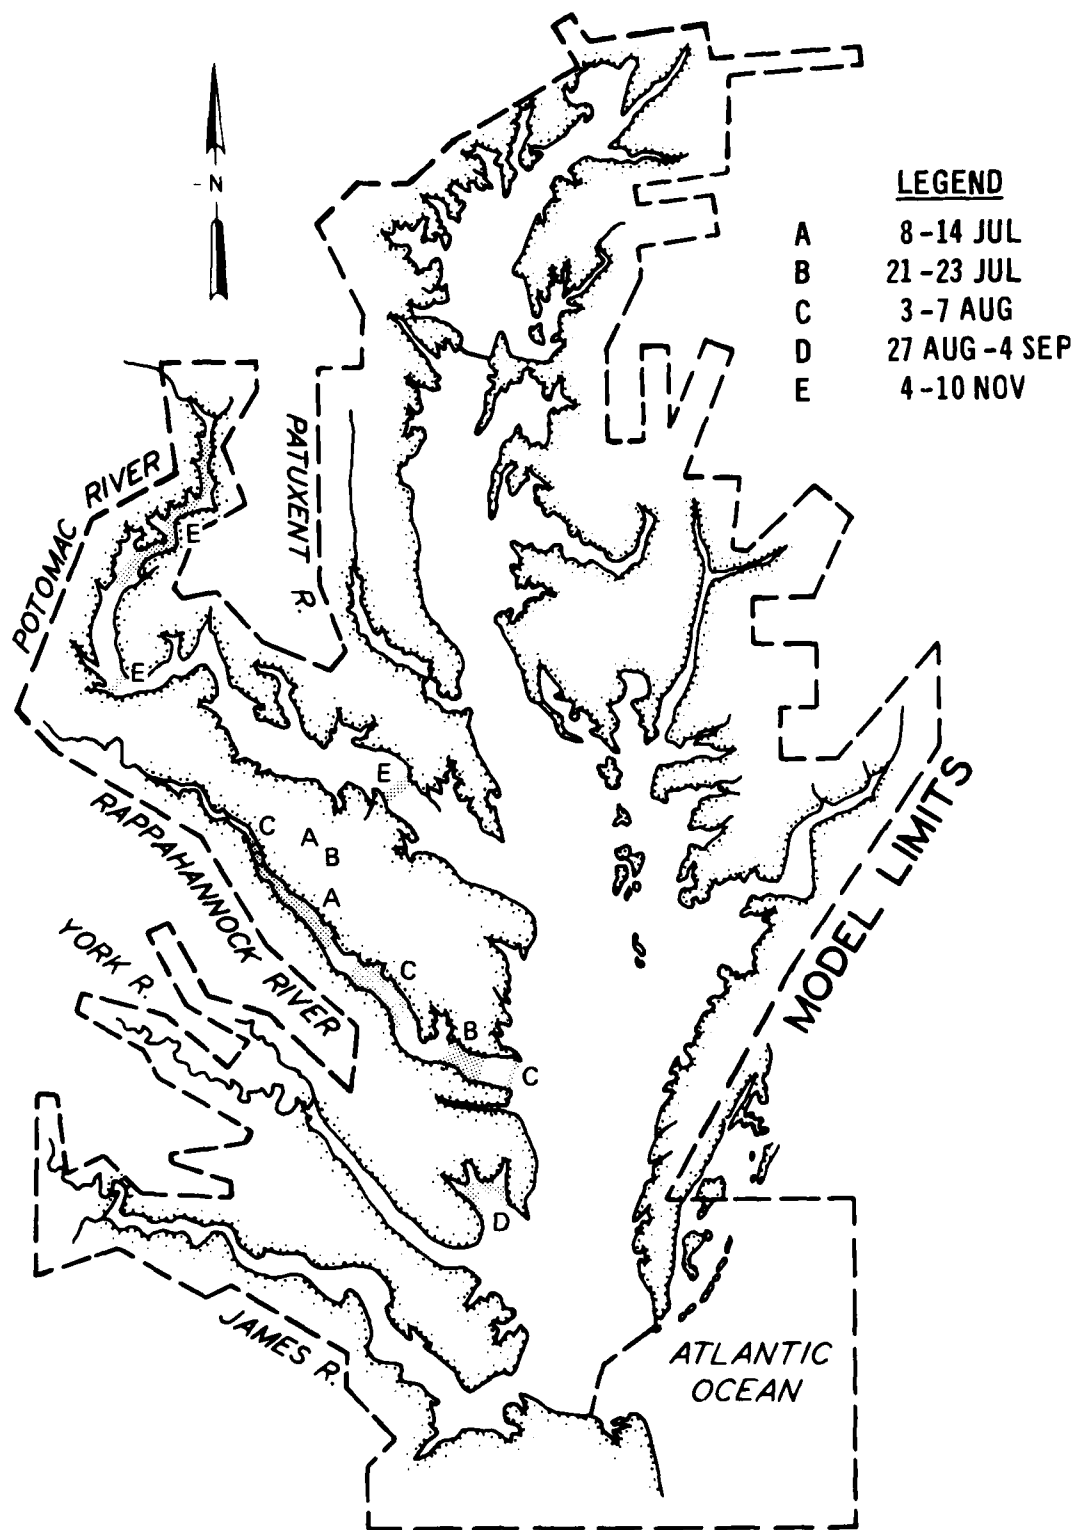 N
LEGEND
A 8-14 JUL
B 21-23 JUL
C 3-7 AUG
D 27 AUG-4 SEP
E 4-10 NOV
POTOMAC RIVER
PATUXENT R.
E
E
E
RAPPAHANNOCK RIVER
C
A
B
A
C
B
C
YORK R.
D
MODEL LIMITS
JAMES R.
ATLANTIC
OCEAN